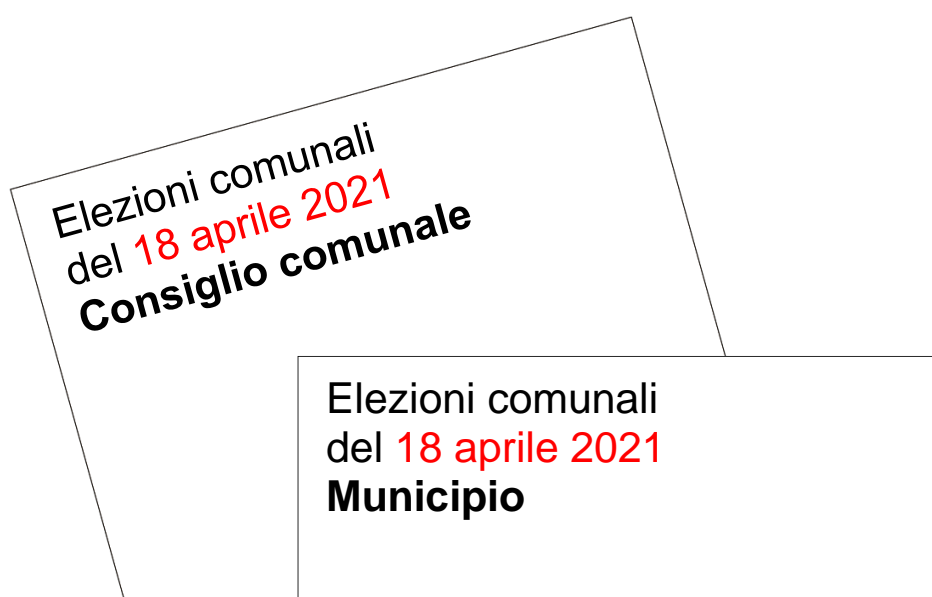 Elezioni comunali
del 18 aprile 2021
Consiglio comunale
Elezioni comunali
del 18 aprile 2021
Municipio